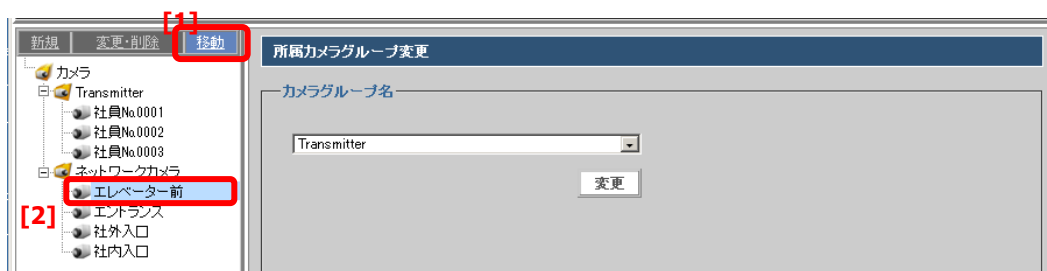 [1]
新規 変更・削除 移動
カメラ
Transmitter
社員No.0001
社員No.0002
社員No.0003
ネットワークカメラ
エレベーター前
[2]
エントランス
社外入口
社内入口
所属カメラグループ変更
カメラグループ名
Transmitter
変更